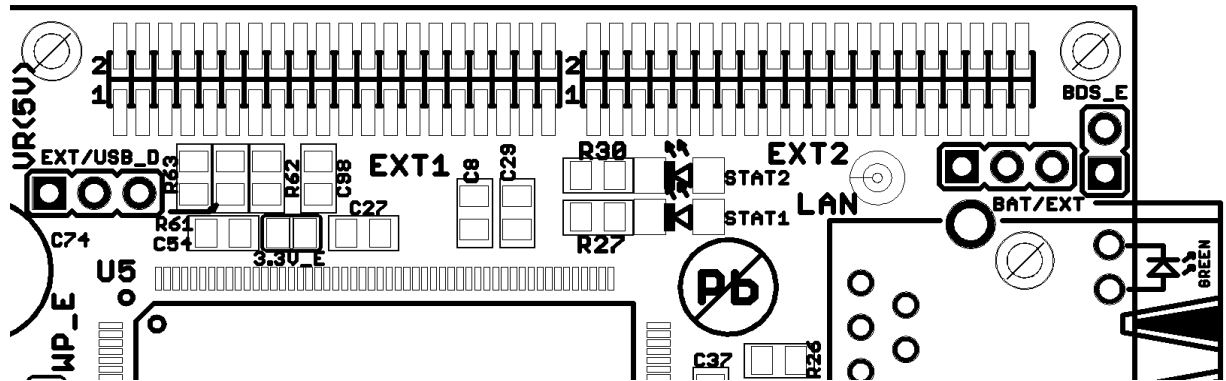 2
1
2
1
BDS_E
VR(5V)
EXT/USB_D
R63
R62
C98
EXT1
C8
C29
R30
EXT2
STAT2
R61
C54
C27
3.3V_E
R27
STAT1
LAN
BAT/EXT
C74
U5
Pb
GREEN
WP_E
C37
R26